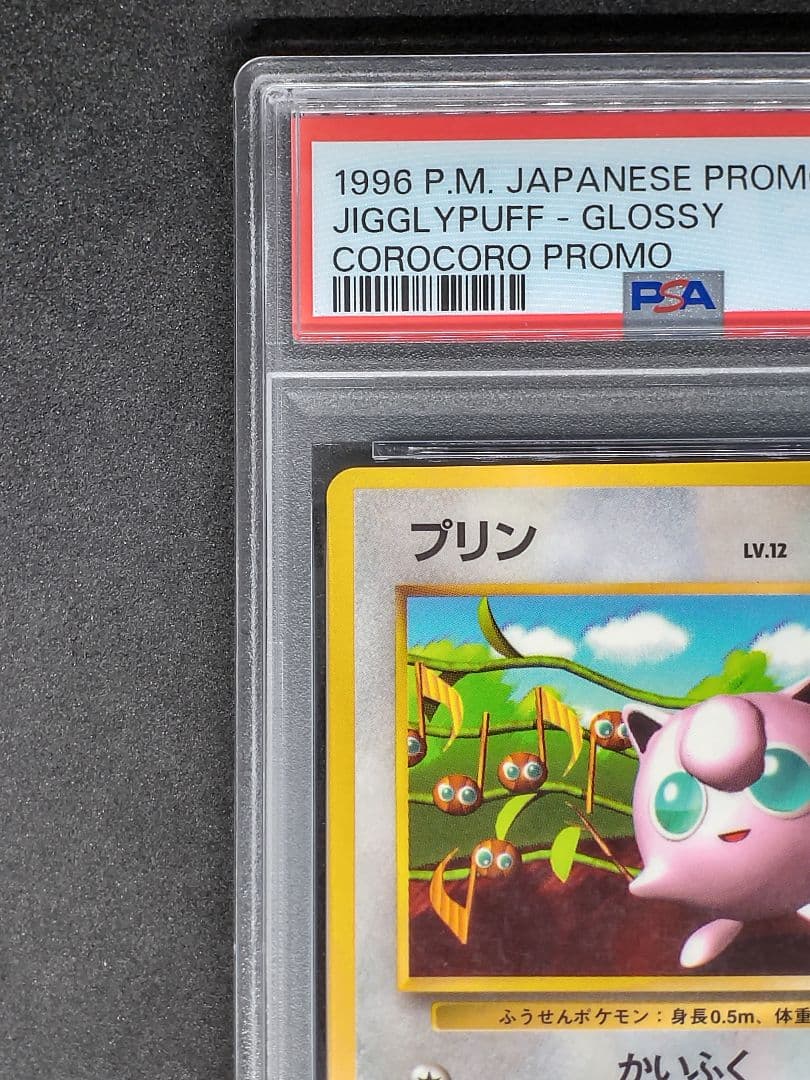 1996 P.M. JAPANESE PROMO
JIGGLYPUFF - GLOSSY
COROCORO PROMO
PSA
プリン
LV.12
ふうせんポケモン：身長0.5m、体重
かいふく